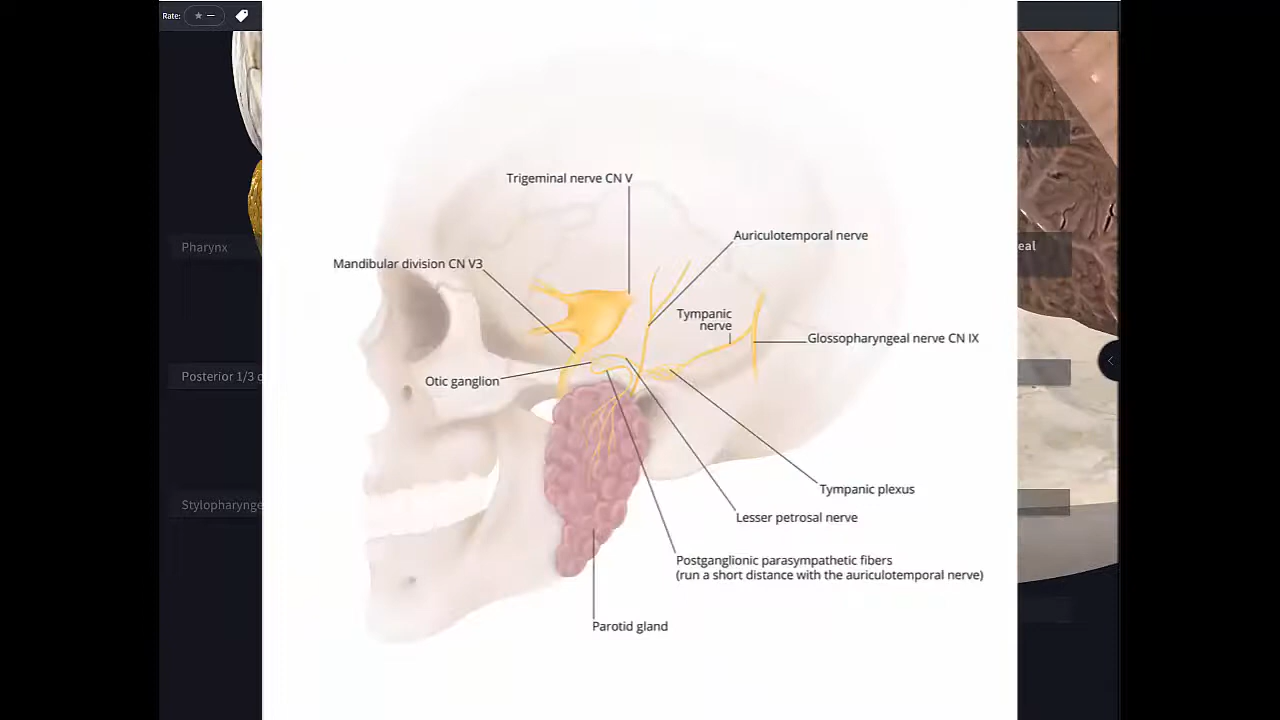 Rate:
Trigeminal nerve CN V
Auriculotemporal nerve
Mandibular division CN V3
Pharynx
eal
Tympanic
nerve
Glossopharyngeal nerve CN IX
Otic ganglion
Posterior 1/3 c
Tympanic plexus
Stylopharynge
Lesser petrosal nerve
Postganglionic parasympathetic fibers
(run a short distance with the auriculotemporal nerve)
Parotid gland